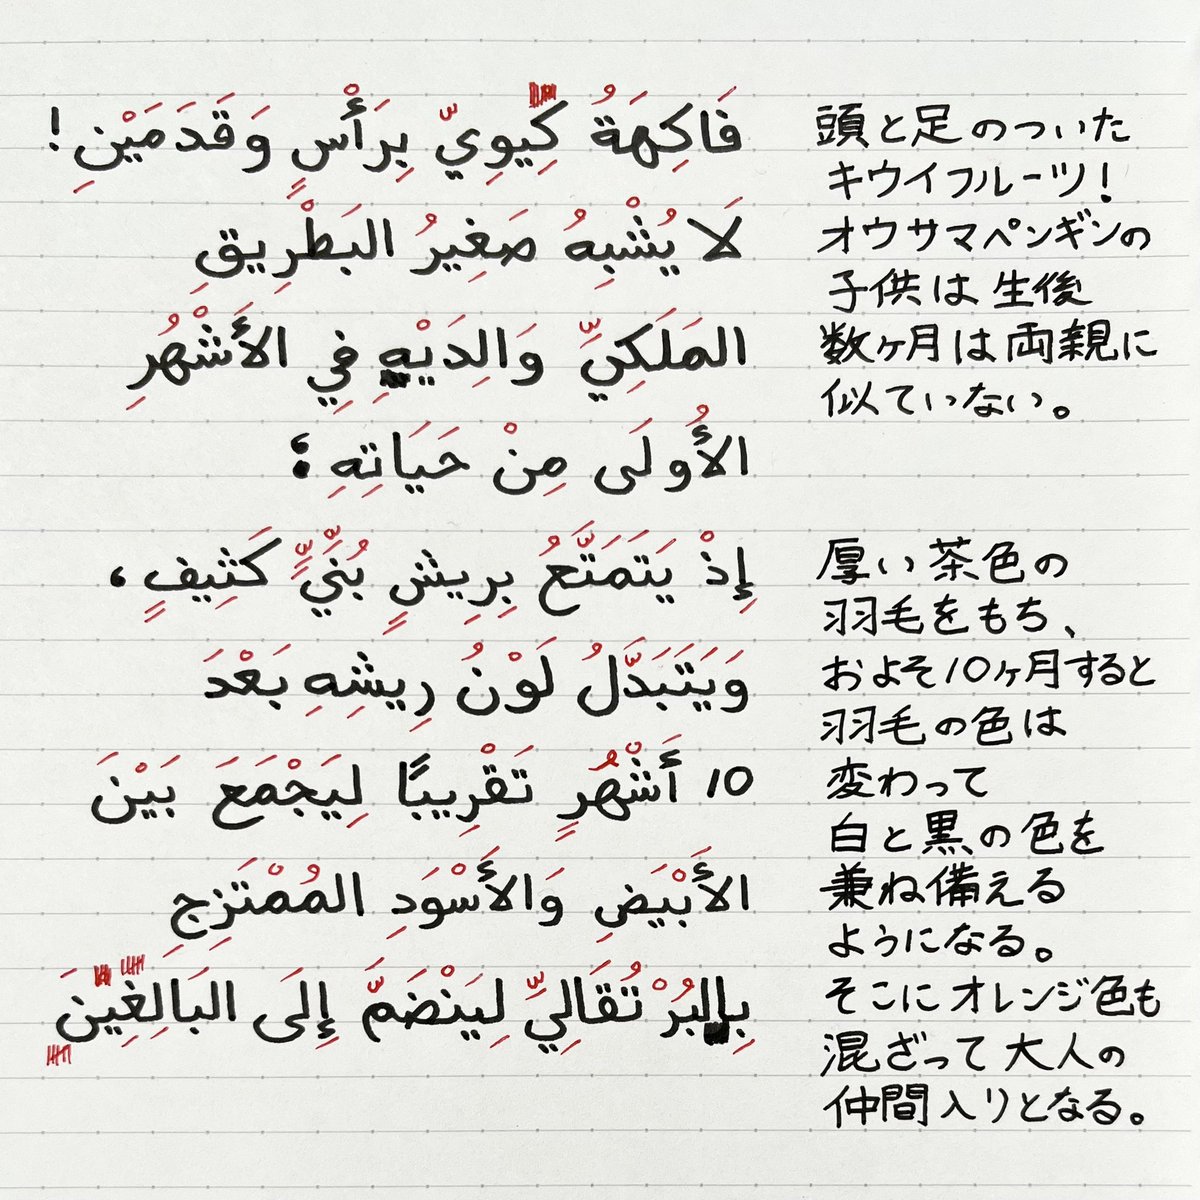 فَاكِهَةُ كِيوِيّ بِرَأْسٍ وَقَدَمَيْنِ!
لَا يُشْبِهُ صَغِيرُ البَطْرِيقِ
المَلَكِيِّ وَالِدَيْهِ فِي الأَشْهُرِ
الأُولَى مِنْ حَيَاتِهِ؛
إِذْ يَتَمَتَّعُ بِرِيشٍ بُنِّيٍّ كَثِيفٍ،
وَيَتَبَدَّلُ لَوْنُ رِيشِهِ بَعْدَ
10 أَشْهُرٍ تَقْرِيبًا لِيَجْمَعَ بَيْنَ
الأَبْيَضِ وَالأَسْوَدِ المُمْتَزِجِ
بِالبُرْتُقَالِيِّ لِيَنْضَمَّ إِلَى البَالِغِينَ
頭と足のついた
キウイフルーツ!
オウサマペンギンの
子供は生後
数ヶ月は両親に
似ていない。
厚い茶色の
羽毛をもち、
およそ10ヶ月すると
羽毛の色は
変わって
白と黒の色を
兼ね備える
ようになる。
そこにオレンジ色も
混ざって大人の
仲間入りとなる。